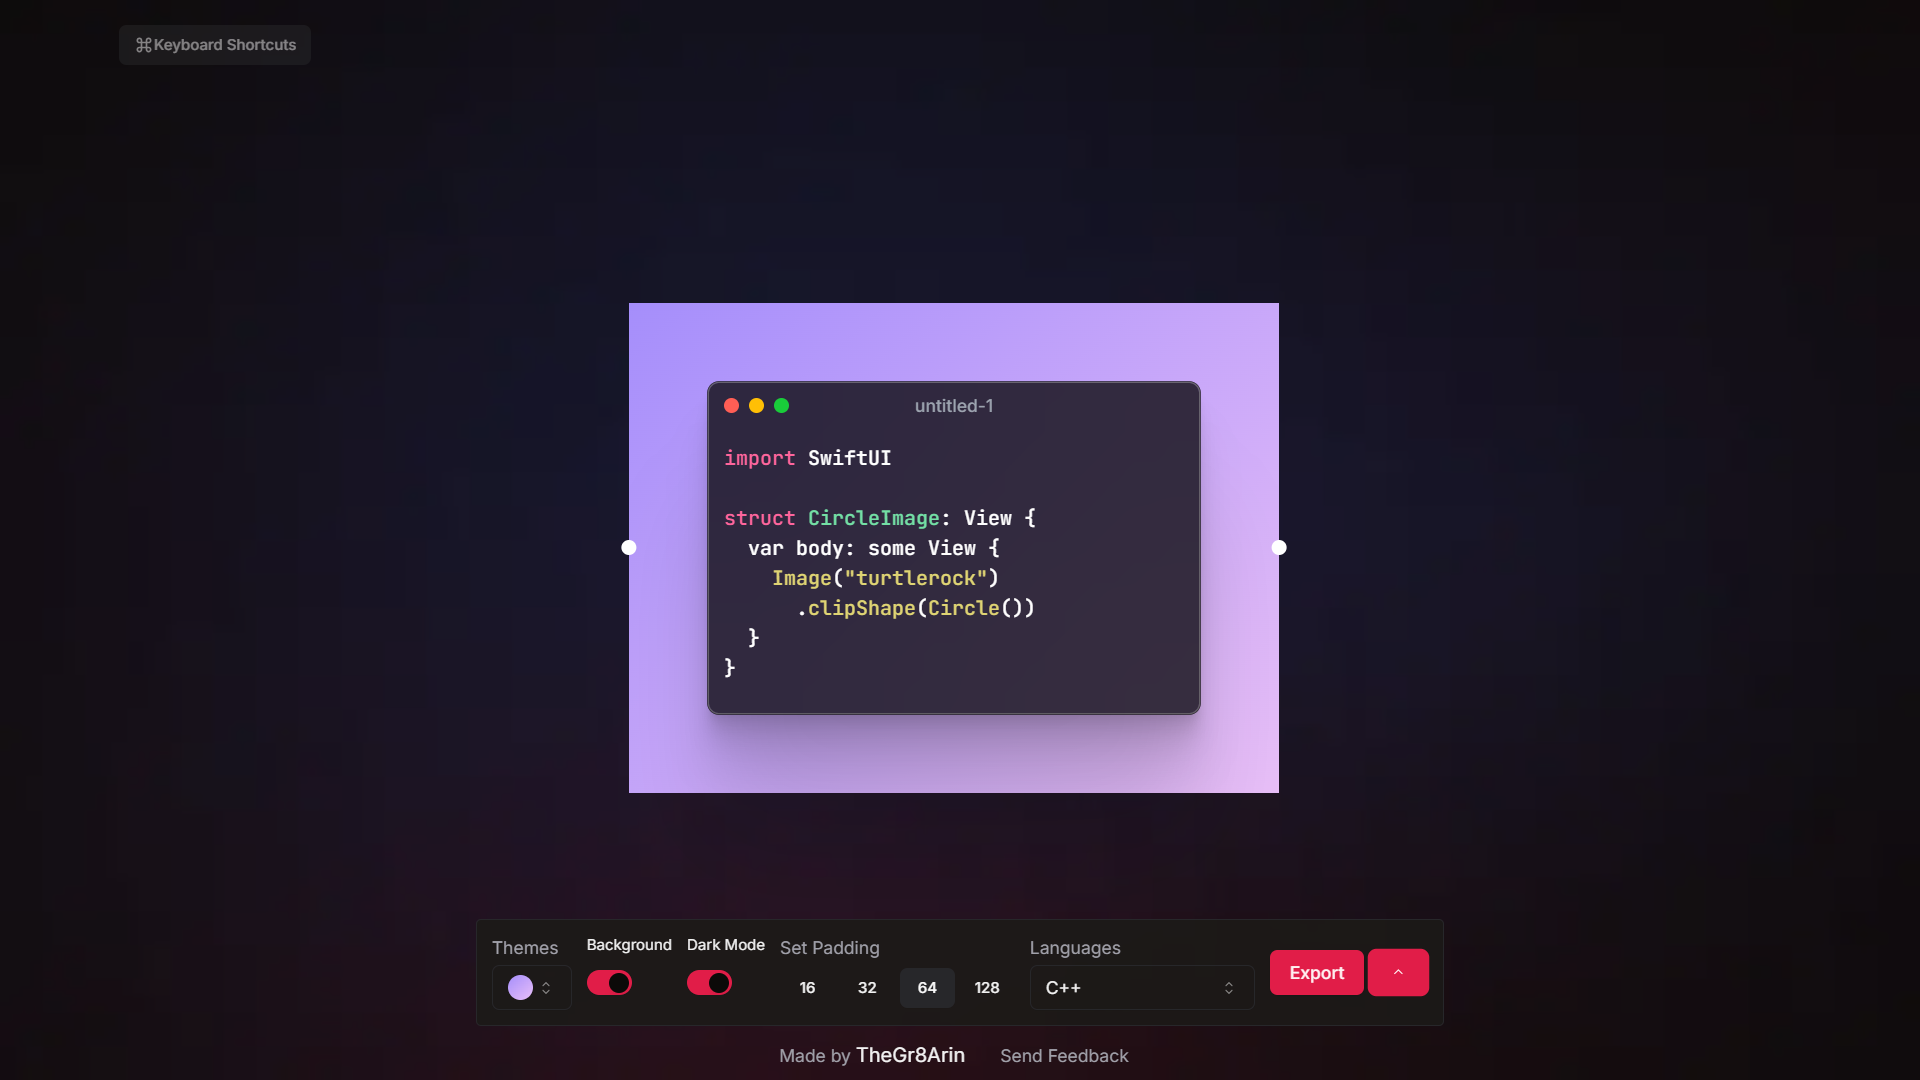 ⌘Keyboard Shortcuts
untitled-1
import SwiftUI

struct CircleImage: View {
  var body: some View {
    Image("turtlerock")
      .clipShape(Circle())
  }
}
Themes
Background
Dark Mode
Set Padding
16 32 64 128
Languages
C++
Export
Made by TheGr8Arin
Send Feedback